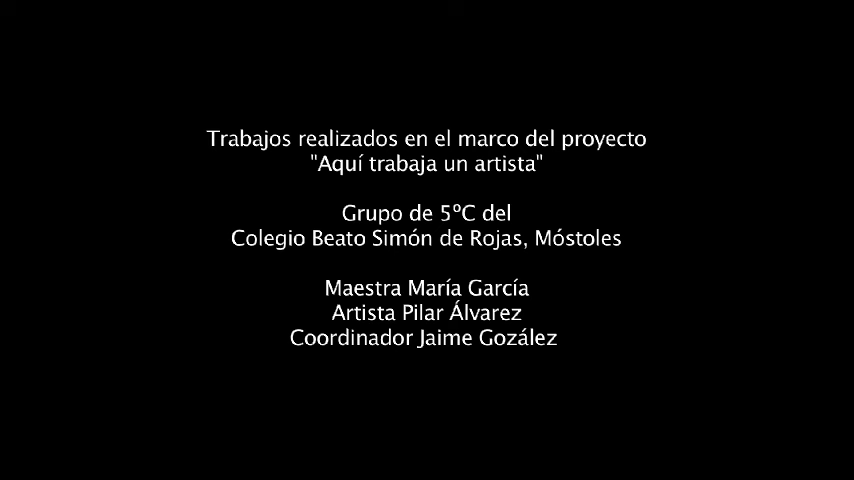 Trabajos realizados en el marco del proyecto
"Aquí trabaja un artista"
Grupo de 5ºC del
Colegio Beato Simón de Rojas, Móstoles
Maestra María García
Artista Pilar Álvarez
Coordinador Jaime Gozález